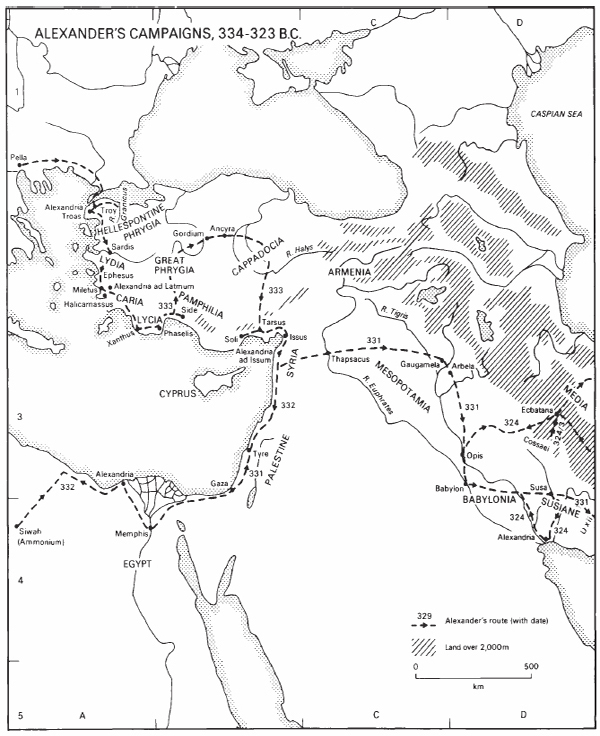 ALEXANDER'S CAMPAIGNS, 334-323 B.C.
C
D
1
CASPIAN SEA
Pella
Alexandria
Troas
Troy
R. Granicus
HELLESPONTINE
PHRYGIA
Sardis
LYDIA
Ephesus
Alexandria ad Latmum
Miletus
Halicarnassus
CARIA
Gordium
Ancyra
GREAT
PHRYGIA
CAPPADOCIA
R. Halys
ARMENIA
333
PAMPHILIA
Side
333
LYCIA
Xanthus
Phaselis
Soli
Tarsus
Issus
Alexandria
ad Issum
SYRIA
CYPRUS
R. Tigris
331
Thapsacus
Gaugamela
Arbela
MESOPOTAMIA
R. Euphrates
331
MEDIA
Ecbatana
324
324/3
Cossaei
3
332
Tyre
331
PALESTINE
Opis
Alexandria
332
Gaza
Babylon
BABYLONIA
Susa
SUSIANE
331
Uxii
324
324
Alexandria
Siwah
(Ammonium)
Memphis
EGYPT
4
329
Alexander's route (with date)
Land over 2,000m
0
500
km
5
A
C
D